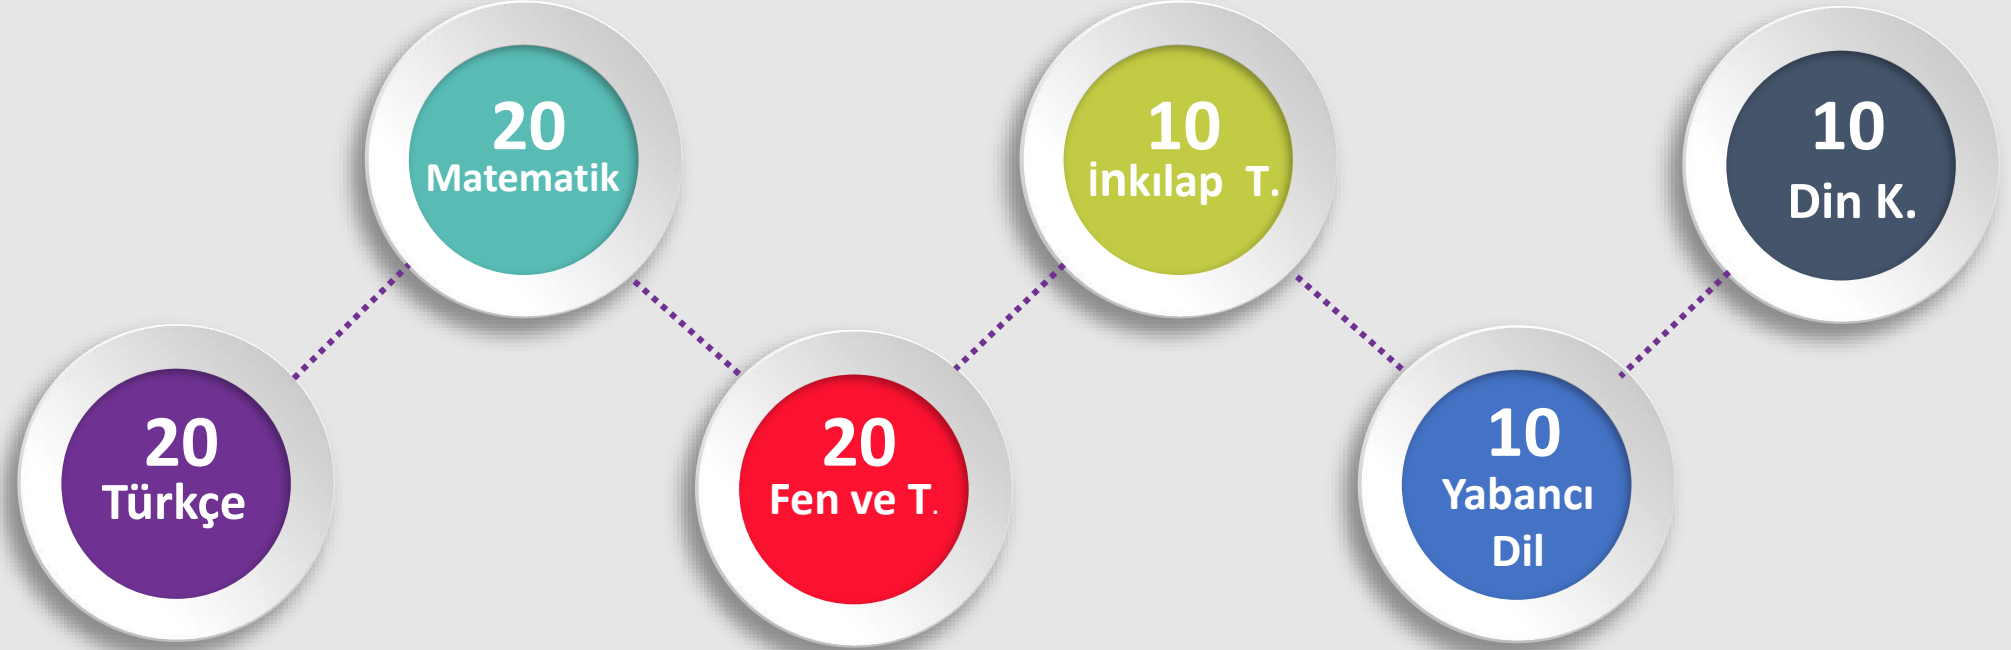 20
Türkçe
20
Matematik
20
Fen ve T.
10
inkılap T.
10
Yabancı
Dil
10
Din K.